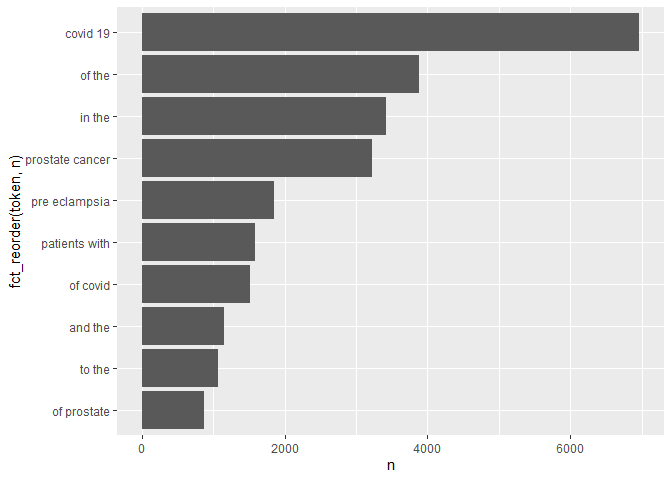 covid 19
of the
in the
prostate cancer
pre eclampsia
patients with
of covid
and the
to the
of prostate
fct_reorder(token, n)
0 2000 4000 6000
n